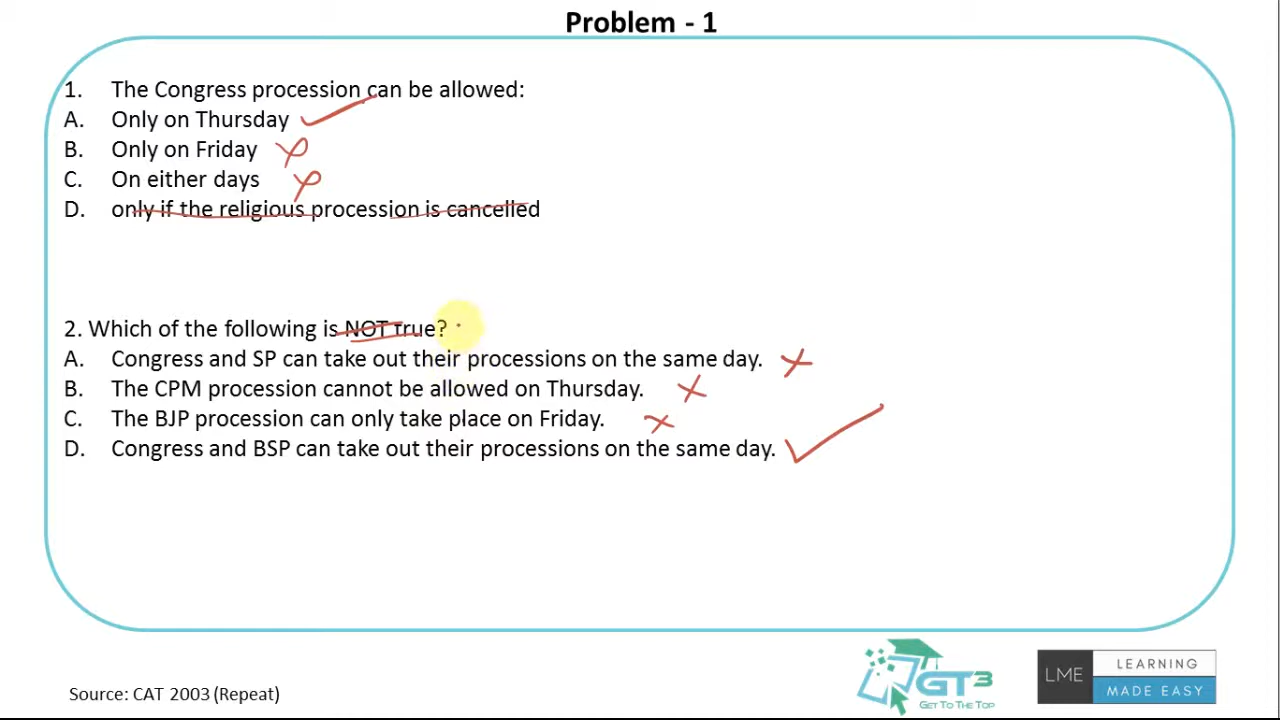 Problem - 1
1. The Congress procession can be allowed:
A. Only on Thursday
B. Only on Friday
C. On either days
D. only if the religious procession is cancelled
2. Which of the following is NOT true?
A. Congress and SP can take out their processions on the same day.
B. The CPM procession cannot be allowed on Thursday.
C. The BJP procession can only take place on Friday.
D. Congress and BSP can take out their processions on the same day.
Source: CAT 2003 (Repeat)
GT3
GET TO THE TOP
LME
LEARNING
MADE EASY